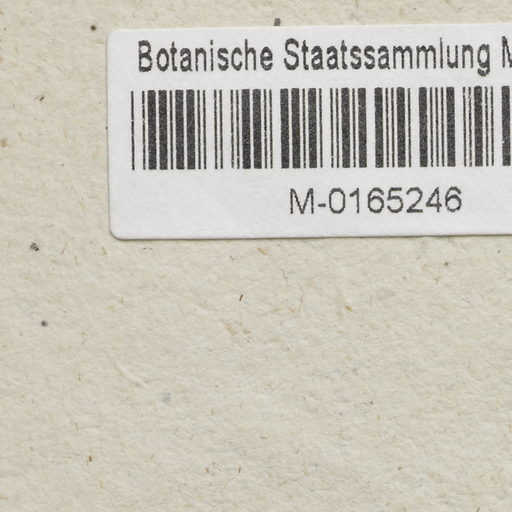 Botanische Staatssammlung M
M-0165246